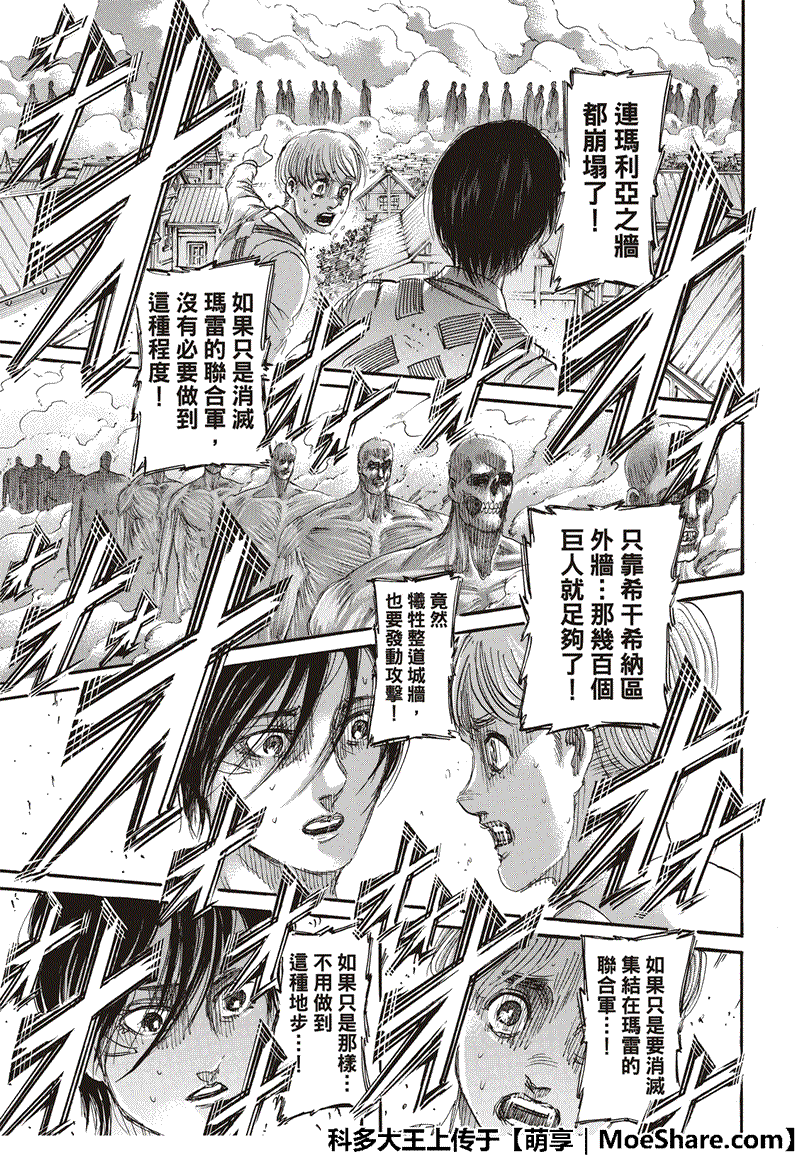 連瑪利亞之牆
都崩塌了！
如果只是消滅
瑪雷的聯合軍，
沒有必要做到
這種程度！
只靠希干希納區
外牆…那幾百個
巨人就足夠了！
竟然
犧牲整道城牆，
也要發動攻擊！
如果只是要消滅
集結在瑪雷的
聯合軍…！
如果只是那樣…
不用做到
這種地步…！
科多大王上传于【萌享｜MoeShare.com】